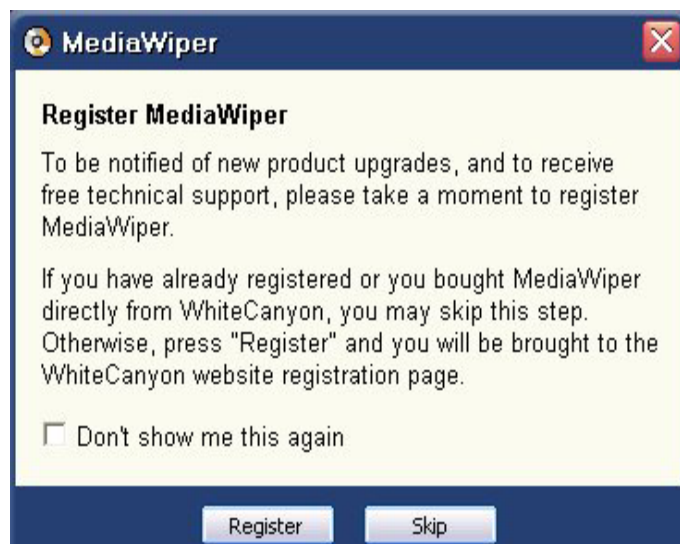 MediaWiper
Register MediaWiper
To be notified of new product upgrades, and to receive
free technical support, please take a moment to register
MediaWiper.
If you have already registered or you bought MediaWiper
directly from WhiteCanyon, you may skip this step.
Otherwise, press "Register" and you will be brought to the
WhiteCanyon website registration page.
Don't show me this again
Register Skip